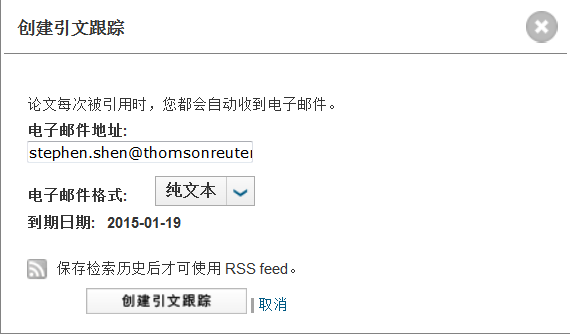 创建引文跟踪
论文每次被引用时，您都会自动收到电子邮件。
电子邮件地址:
stephen.shen@thomsonreuter
电子邮件格式: 纯文本
到期日期: 2015-01-19
保存检索历史后才可使用 RSS feed。
创建引文跟踪 | 取消